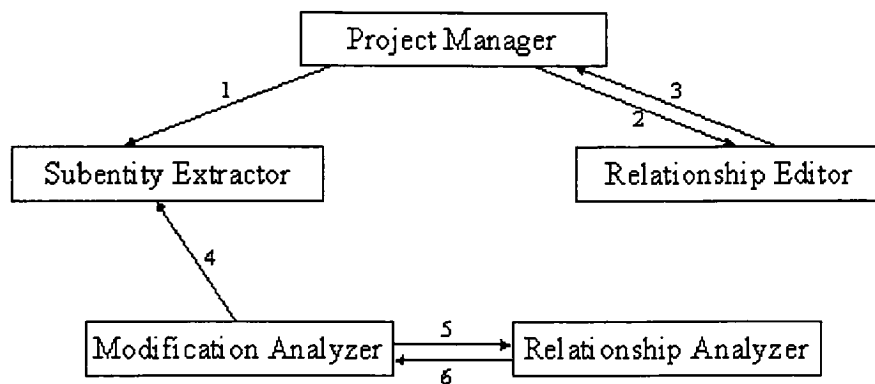 Project Manager
1
3
2
Subentity Extractor
Relationship Editor
4
Modification Analyzer
5
Relationship Analyzer
6